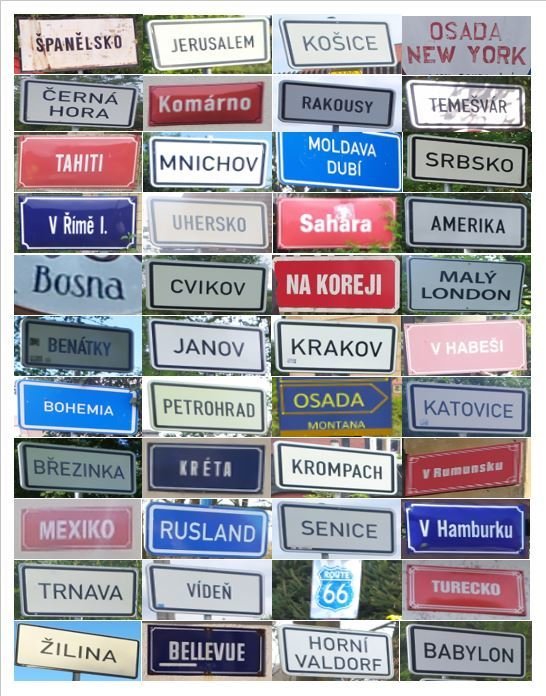 ŠPANĚLSKO
JERUSALEM
KOŠICE
OSADA
NEW YORK
ČERNÁ
HORA
Komárno
RAKOUSY
TEMEŠVÁR
TAHITI
MNICHOV
MOLDAVA
DUBÍ
SRBSKO
V Římě I.
UHERSKO
Sahara
AMERIKA
Bosna
CVIKOV
NA KOREJI
MALÝ
LONDON
BENÁTKY
JANOV
KRAKOV
V HABEŠI
BOHEMIA
PETROHRAD
OSADA
MONTANA
KATOVICE
BŘEZINKA
KRÉTA
KROMPACH
V Rumunsku
MEXIKO
RUSLAND
SENICE
V Hamburku
TRNAVA
VÍDEŇ
ROUTE
66
TURECKO
ŽILINA
BELLEVUE
HORNÍ
VALDORF
BABYLON